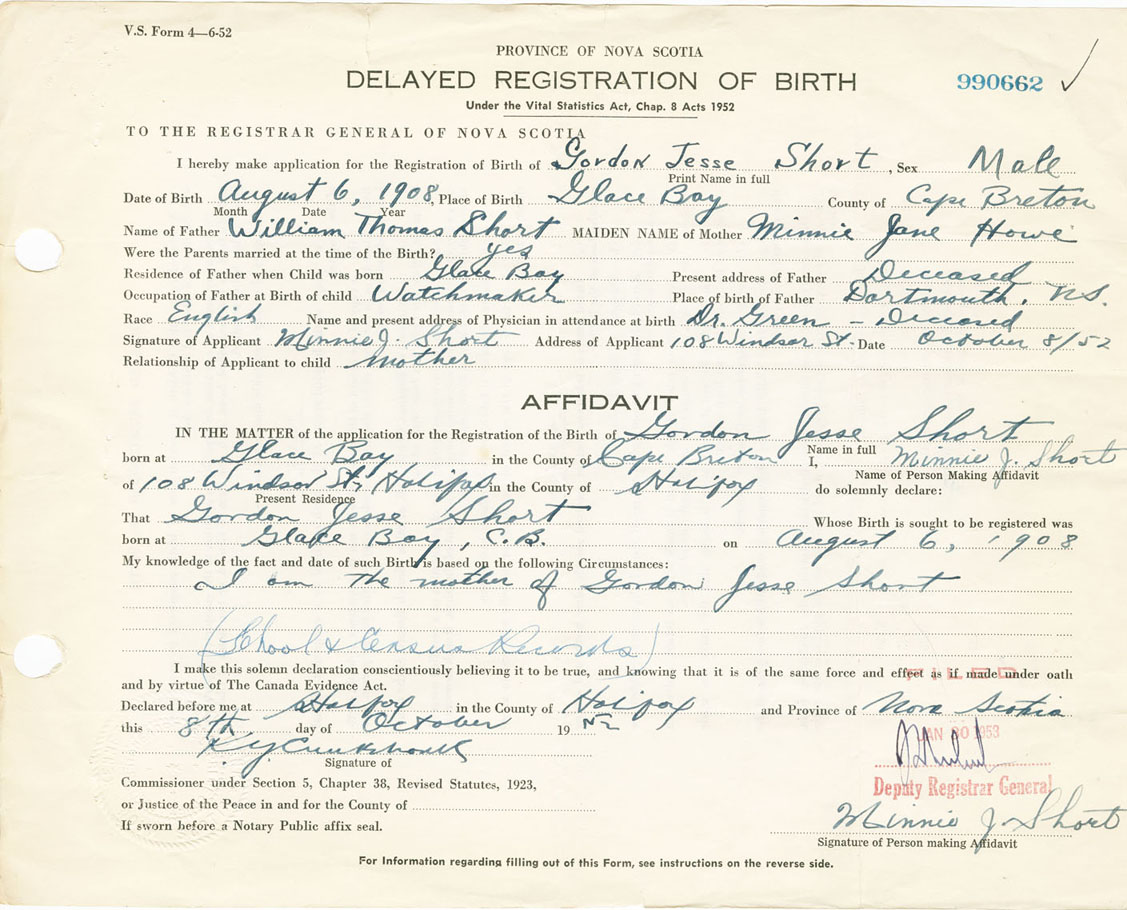 V.S. Form 4—6-52
PROVINCE OF NOVA SCOTIA
DELAYED REGISTRATION OF BIRTH
990662
Under the Vital Statistics Act, Chap. 8 Acts 1952
TO THE REGISTRAR GENERAL OF NOVA SCOTIA
I hereby make application for the Registration of Birth of Gordon Jesse Short, Sex Male
Print Name in full
Date of Birth August 6, 1908, Place of Birth Glace Bay County of Cape Breton
Month Date Year
Name of Father William Thomas Short MAIDEN NAME of Mother Minnie Jane Howe
Were the Parents married at the time of the Birth? yes
Residence of Father when Child was born Glace Bay Present address of Father Deceased
Occupation of Father at Birth of child Watchmaker Place of birth of Father Dartmouth, N.S.
Race English Name and present address of Physician in attendance at birth Dr. Green - Deceased
Signature of Applicant Minnie J. Short Address of Applicant 108 Windsor St. Date October 8/52
Relationship of Applicant to child mother
AFFIDAVIT
IN THE MATTER of the application for the Registration of the Birth of Gordon Jesse Short
Name in full
born at Glace Bay in the County of Cape Breton I, Minnie J. Short
Name of Person Making Affidavit
of 108 Windsor St, Halifax in the County of Halifax do solemnly declare:
Present Residence
That Gordon Jesse Short Whose Birth is sought to be registered was
born at Glace Bay, C.B. on August 6, 1908
My knowledge of the fact and date of such Birth is based on the following Circumstances:
I am the mother of Gordon Jesse Short
(School & Census Records)
I make this solemn declaration conscientiously believing it to be true, and knowing that it is of the same force and effect as if made under oath
FILED
and by virtue of The Canada Evidence Act.
Declared before me at Halifax in the County of Halifax and Province of Nova Scotia
this 8th day of October 19
JAN 30 1953
Signature of
Commissioner under Section 5, Chapter 38, Revised Statutes, 1923,
Deputy Registrar General
or Justice of the Peace in and for the County of
Minnie J. Short
If sworn before a Notary Public affix seal.
Signature of Person making Affidavit
For Information regarding filling out of this Form, see instructions on the reverse side.